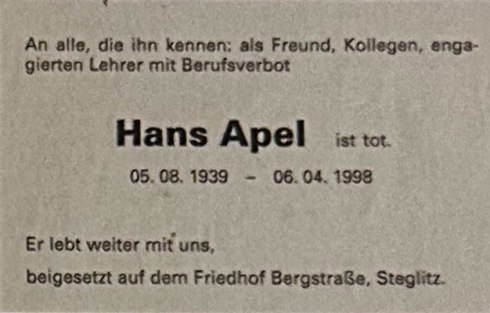 An alle, die ihn kennen: als Freund, Kollegen, enga-
gierten Lehrer mit Berufsverbot
Hans Apel ist tot.
05. 08. 1939 – 06. 04. 1998
Er lebt weiter mit uns,
beigesetzt auf dem Friedhof Bergstraße, Steglitz.